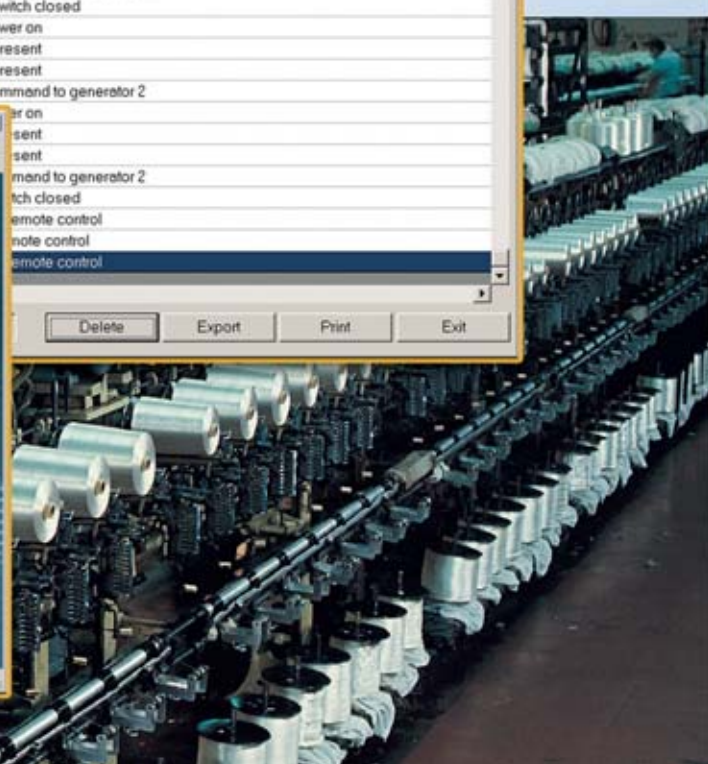 witch closed
wer on
resent
resent
mmand to generator 2
er on
sent
sent
mand to generator 2
tch closed
emote control
note control
emote control
Delete
Export
Print
Exit